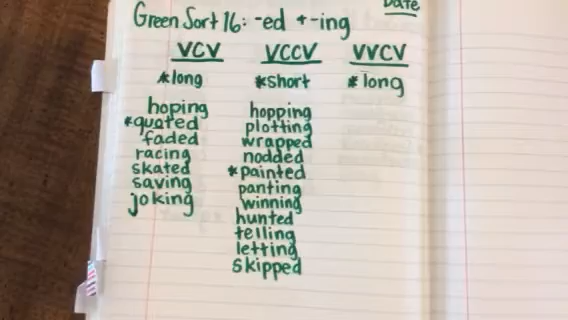 Date
Green Sort 16: -ed + -ing
VCV VCCV VVCV
*long *short *long
hoping hopping
*quoted plotting
faded wrapped
racing nodded
skated *painted
saving panting
joking winning
hunted
telling
letting
skipped